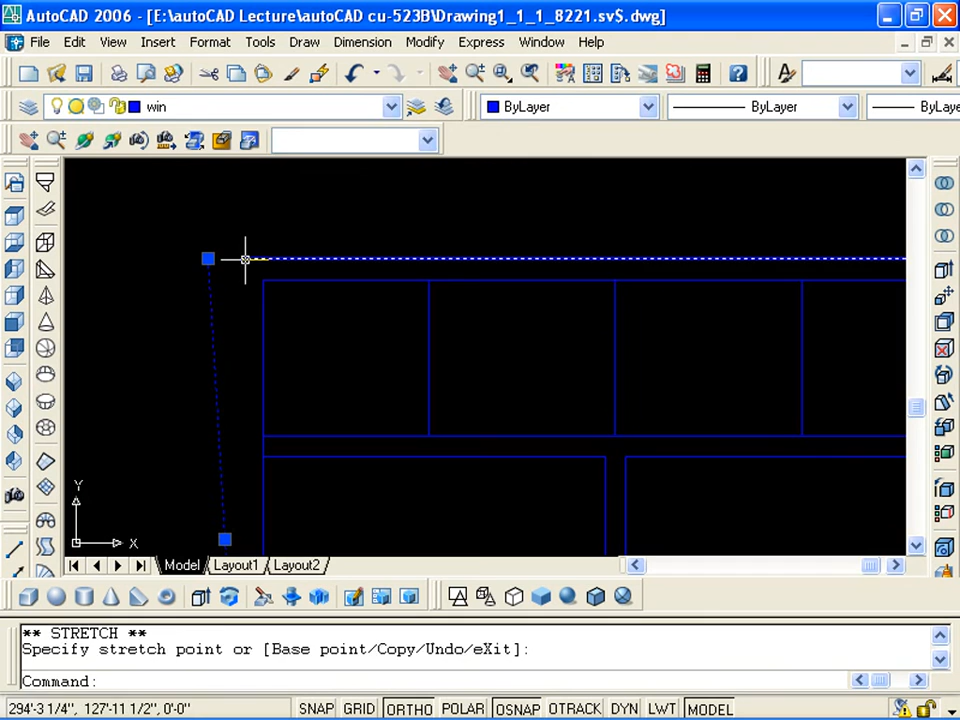 AutoCAD 2006 - [E:\autoCAD Lecture\autoCAD cu-523B\Drawing1_1_1_8221.sv$.dwg]
File Edit View Insert Format Tools Draw Dimension Modify Express Window Help
win ByLayer ByLayer ByLayer
Y
X
Model Layout1 Layout2
** STRETCH **
Specify stretch point or [Base point/Copy/Undo/eXit]:
Command:
294'-3 1/4", 127'-11 1/2", 0'-0" SNAP GRID ORTHO POLAR OSNAP OTRACK DYN LWT MODEL